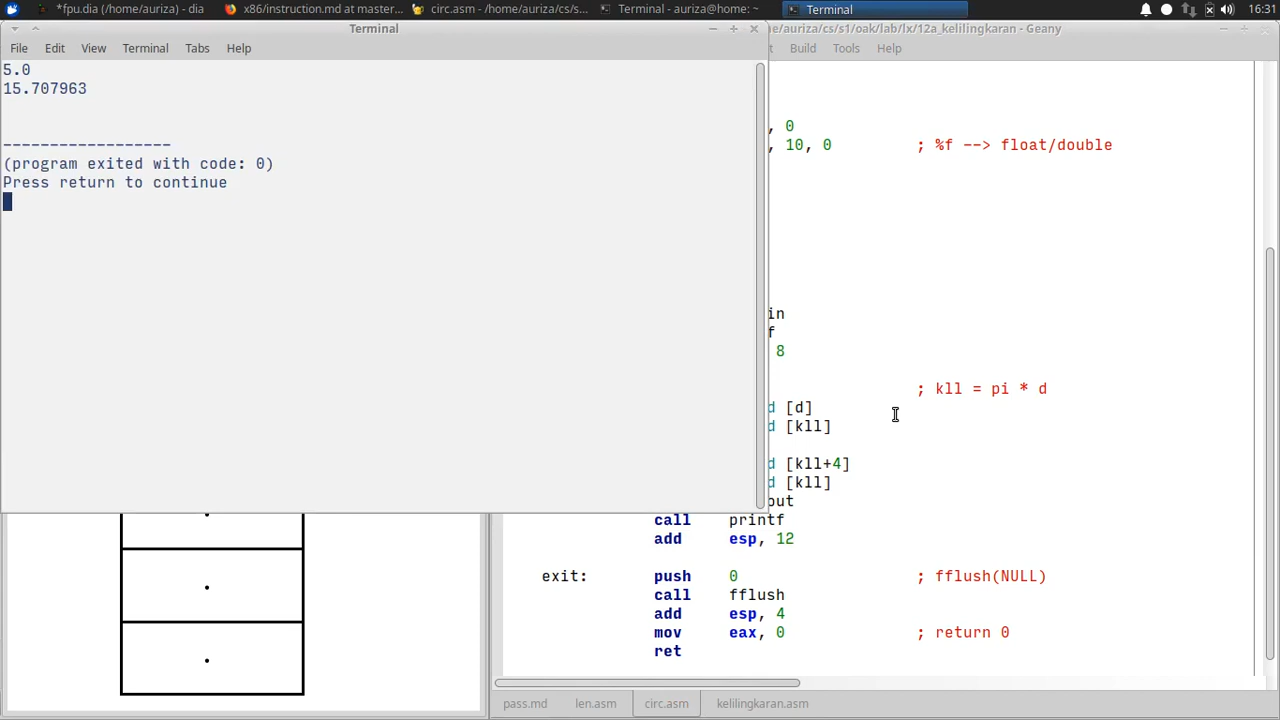 *fpu.dia (/home/auriza) - dia
x86/instruction.md at master...
circ.asm - /home/auriza/cs/s...
Terminal - auriza@home: ~
Terminal
16:31
Terminal
File Edit View Terminal Tabs Help
5.0
15.707963
------------------
(program exited with code: 0)
Press return to continue
e/auriza/cs/s1/oak/lab/lx/12a_kelilingkaran - Geany
t Build Tools Help
, 0
, 10, 0 ; %f --> float/double
in
f
8
; kll = pi * d
d [d]
d [kll]
d [kll+4]
d [kll]
put
call printf
add esp, 12
exit: push 0 ; fflush(NULL)
call fflush
add esp, 4
mov eax, 0 ; return 0
ret
pass.md len.asm circ.asm kelilingkaran.asm